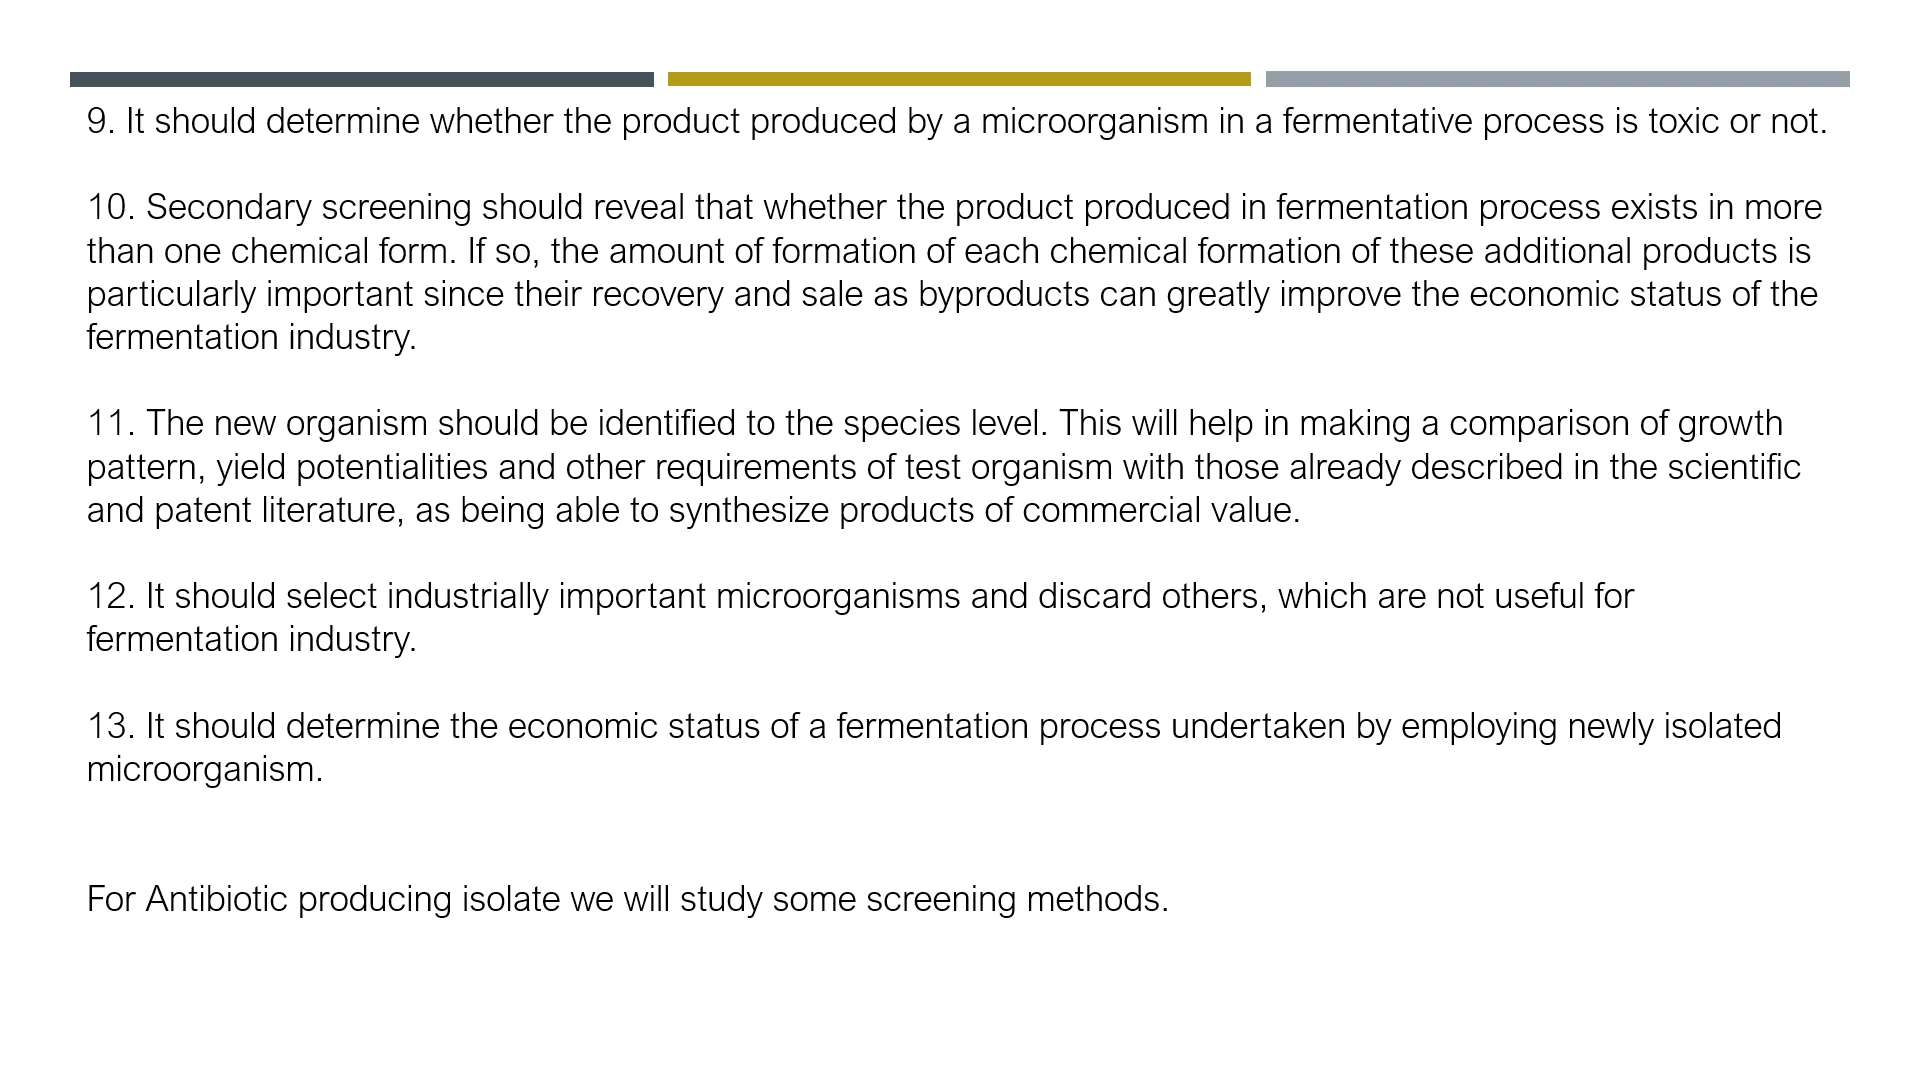 9. It should determine whether the product produced by a microorganism in a fermentative process is toxic or not.
10. Secondary screening should reveal that whether the product produced in fermentation process exists in more
than one chemical form. If so, the amount of formation of each chemical formation of these additional products is
particularly important since their recovery and sale as byproducts can greatly improve the economic status of the
fermentation industry.
11. The new organism should be identified to the species level. This will help in making a comparison of growth
pattern, yield potentialities and other requirements of test organism with those already described in the scientific
and patent literature, as being able to synthesize products of commercial value.
12. It should select industrially important microorganisms and discard others, which are not useful for
fermentation industry.
13. It should determine the economic status of a fermentation process undertaken by employing newly isolated
microorganism.
For Antibiotic producing isolate we will study some screening methods.